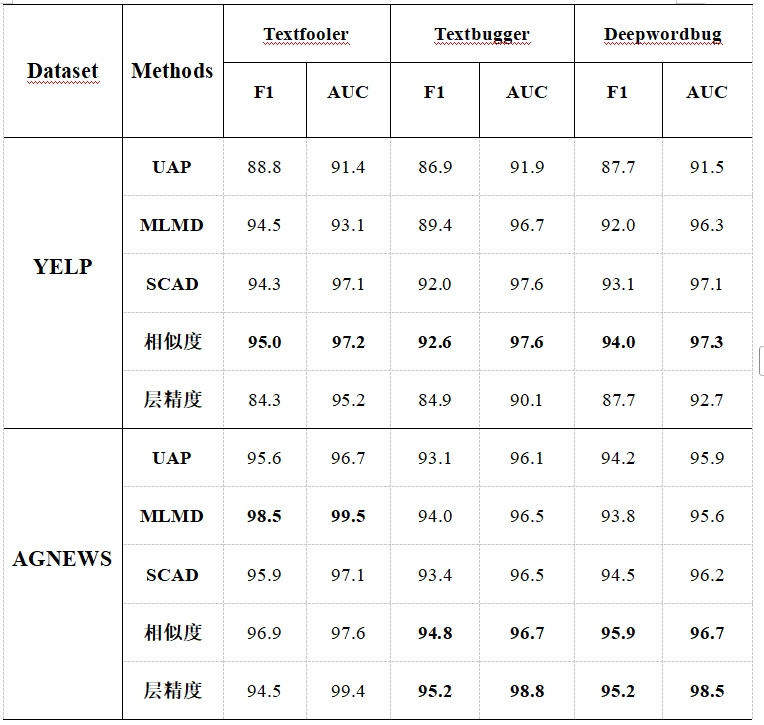 Dataset Methods Textfooler Textbugger Deepwordbug
F1 AUC F1 AUC F1 AUC
YELP
UAP 88.8 91.4 86.9 91.9 87.7 91.5
MLMD 94.5 93.1 89.4 96.7 92.0 96.3
SCAD 94.3 97.1 92.0 97.6 93.1 97.1
相似度 95.0 97.2 92.6 97.6 94.0 97.3
层精度 84.3 95.2 84.9 90.1 87.7 92.7
AGNEWS
UAP 95.6 96.7 93.1 96.1 94.2 95.9
MLMD 98.5 99.5 94.0 96.5 93.8 95.6
SCAD 95.9 97.1 93.4 96.5 94.5 96.2
相似度 96.9 97.6 94.8 96.7 95.9 96.7
层精度 94.5 99.4 95.2 98.8 95.2 98.5